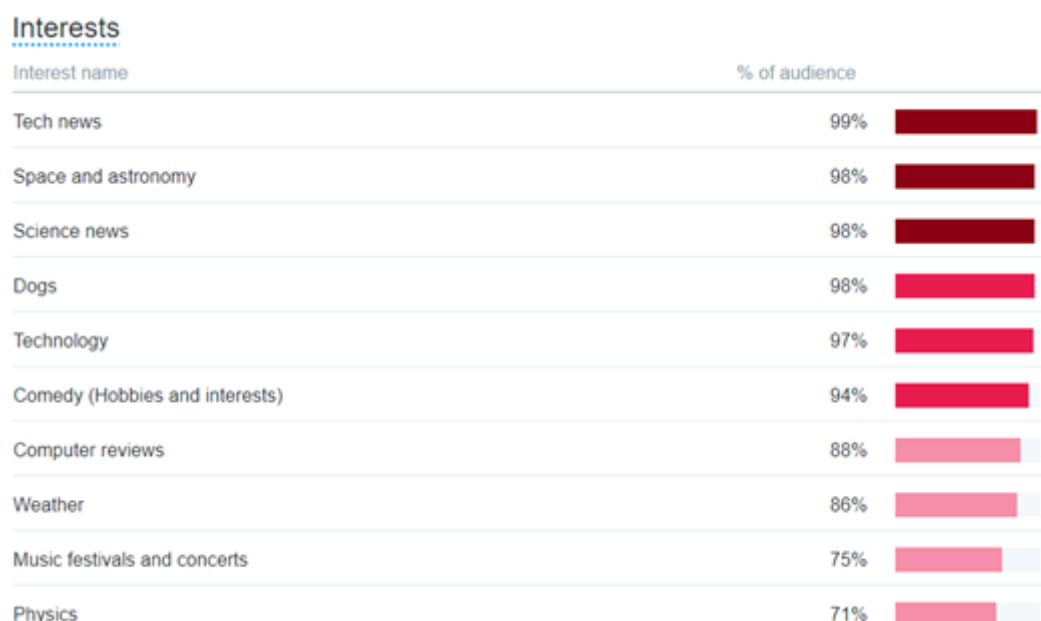 Interests
Interest name % of audience
Tech news 99%
Space and astronomy 98%
Science news 98%
Dogs 98%
Technology 97%
Comedy (Hobbies and interests) 94%
Computer reviews 88%
Weather 86%
Music festivals and concerts 75%
Physics 71%